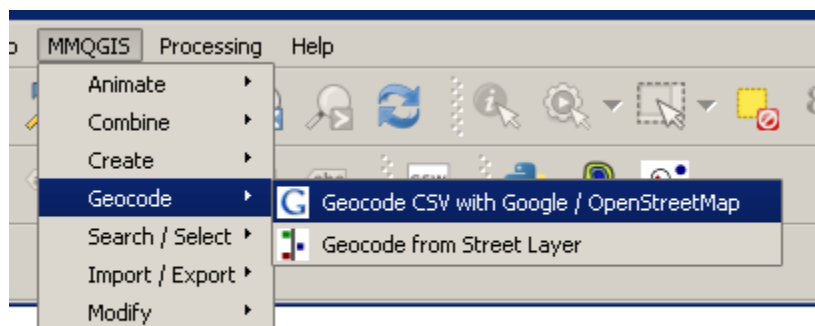 MMQGIS Processing Help
Animate
Combine
Create
Geocode
Geocode CSV with Google / OpenStreetMap
Search / Select
Geocode from Street Layer
Import / Export
Modify